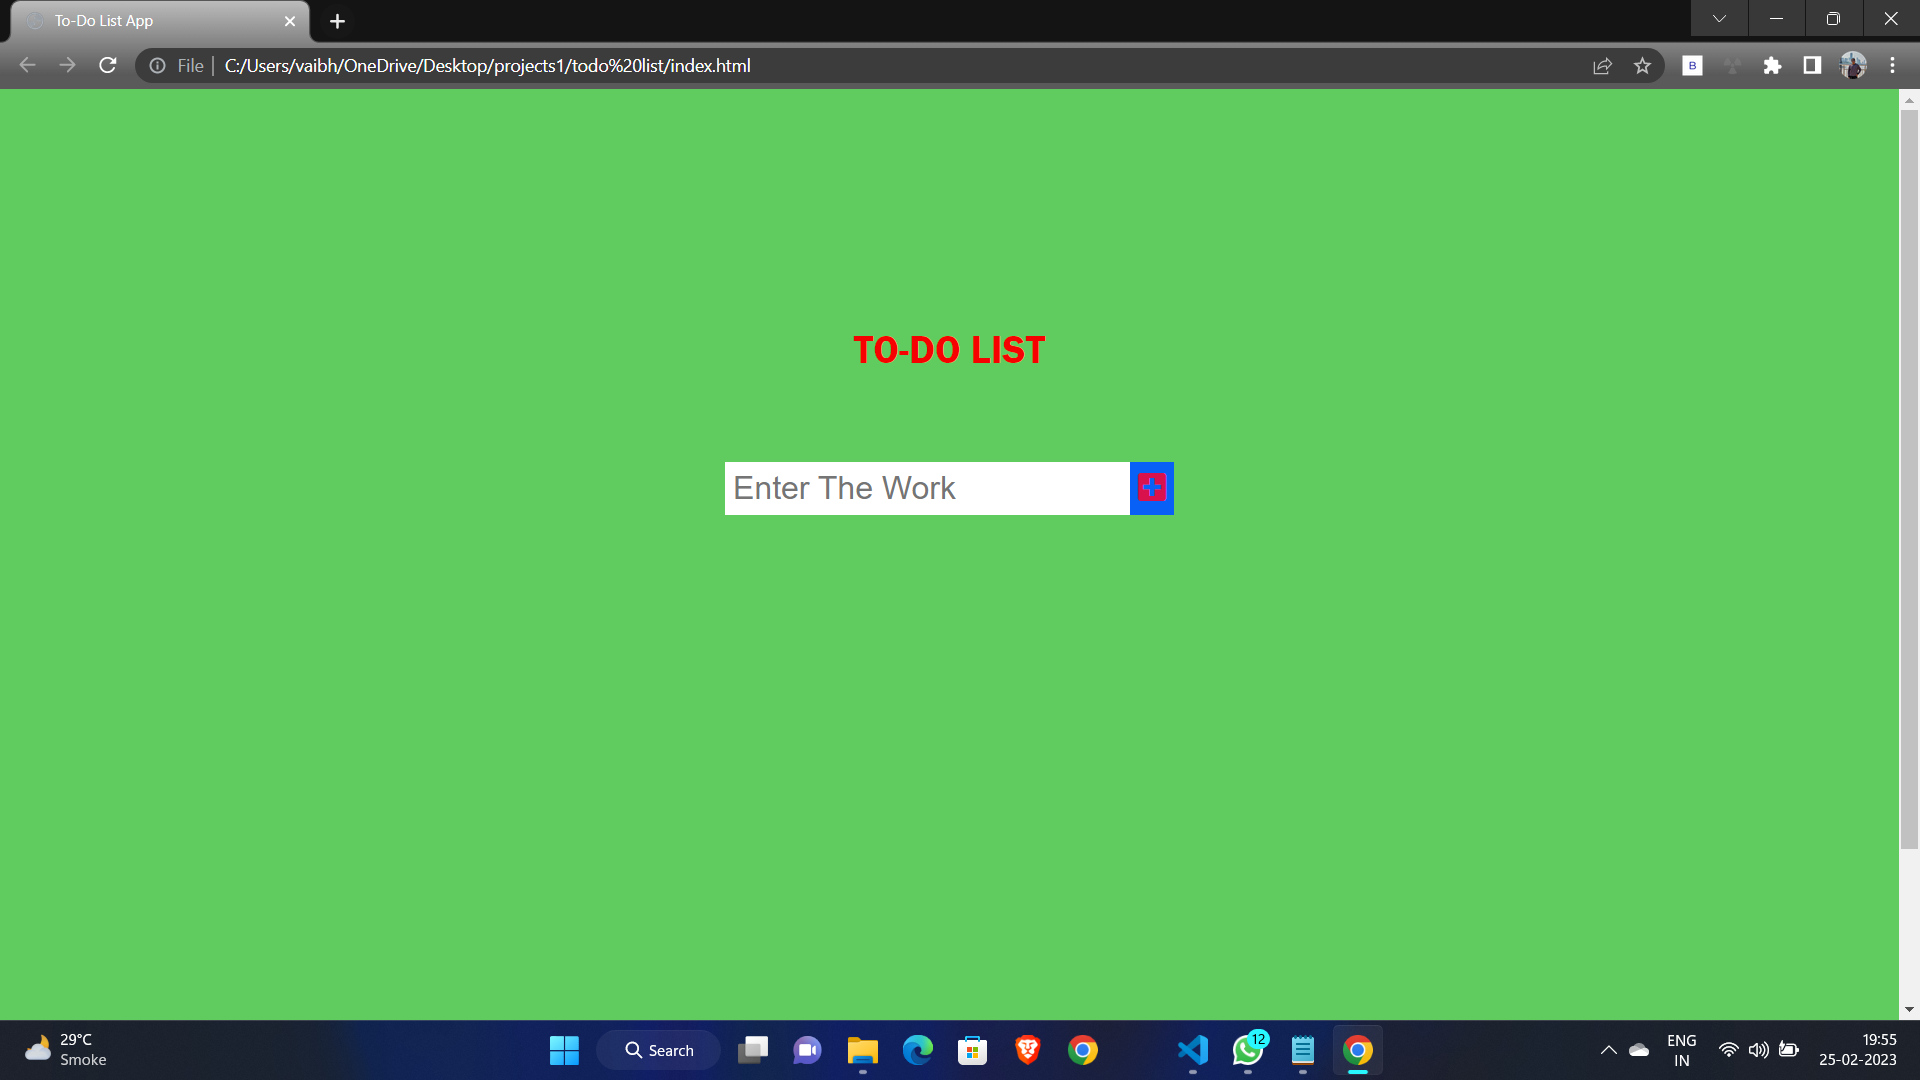 To-Do List App
File
C:/Users/vaibh/OneDrive/Desktop/projects1/todo%20list/index.html
B
TO-DO LIST
Enter The Work
29°C
Smoke
Search
12
ENG
IN
19:55
25-02-2023